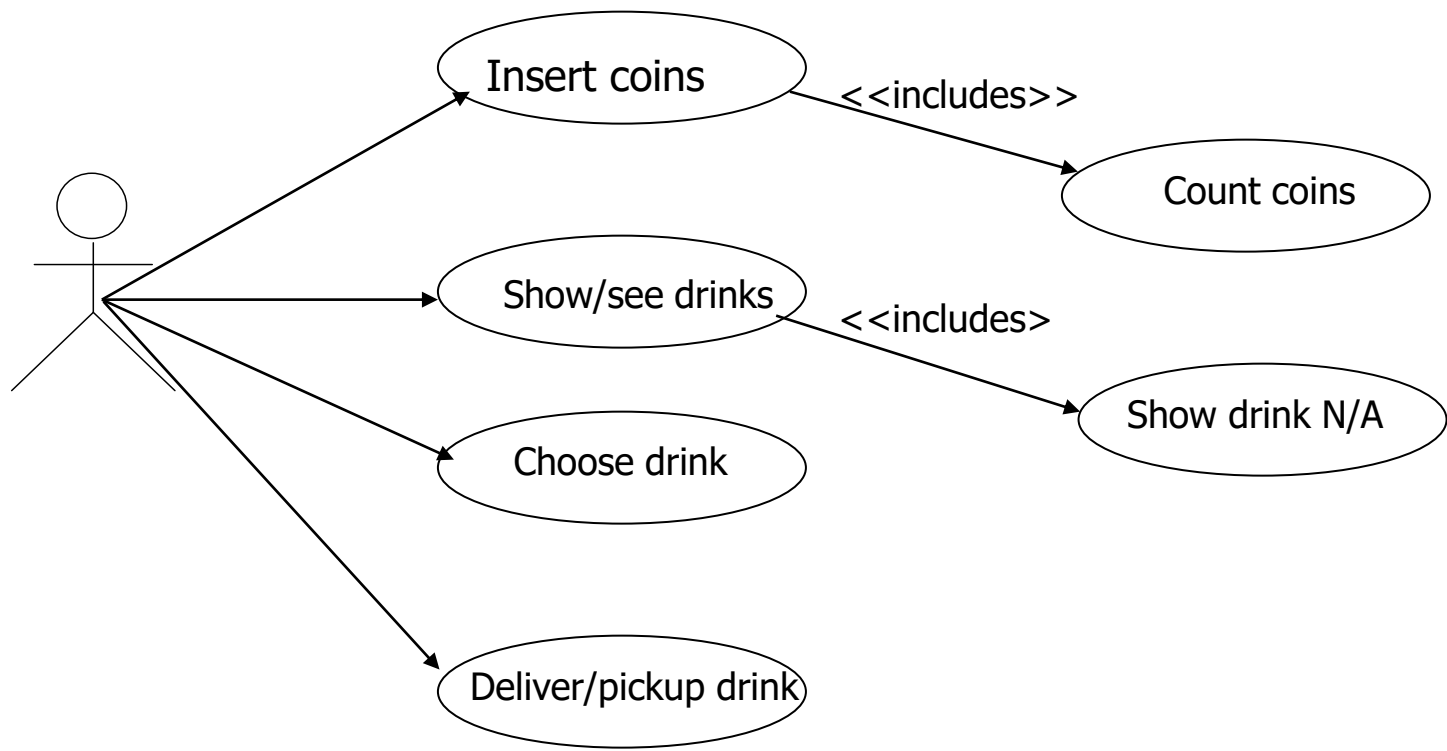 Insert coins
<<includes>>
Count coins
Show/see drinks
<<includes>
Show drink N/A
Choose drink
Deliver/pickup drink